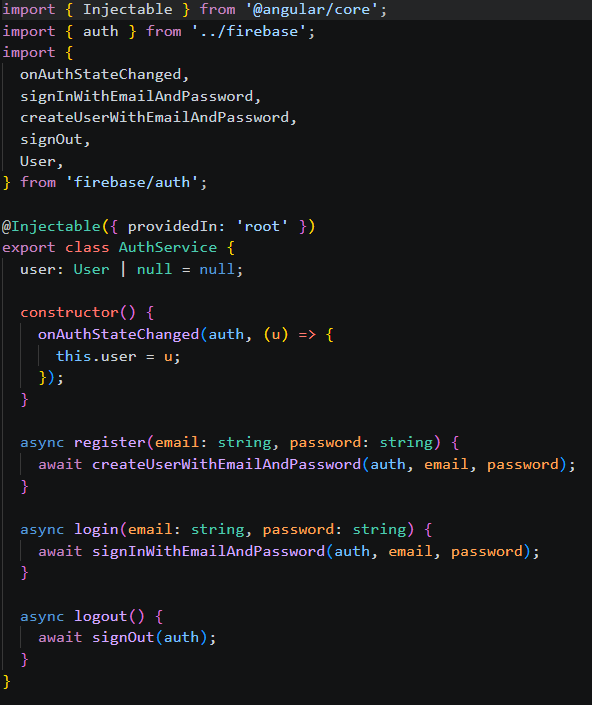 import { Injectable } from '@angular/core';
import { auth } from '../firebase';
import {
  onAuthStateChanged,
  signInWithEmailAndPassword,
  createUserWithEmailAndPassword,
  signOut,
  User,
} from 'firebase/auth';

@Injectable({ providedIn: 'root' })
export class AuthService {
  user: User | null = null;

  constructor() {
    onAuthStateChanged(auth, (u) => {
      this.user = u;
    });
  }

  async register(email: string, password: string) {
    await createUserWithEmailAndPassword(auth, email, password);
  }

  async login(email: string, password: string) {
    await signInWithEmailAndPassword(auth, email, password);
  }

  async logout() {
    await signOut(auth);
  }
}